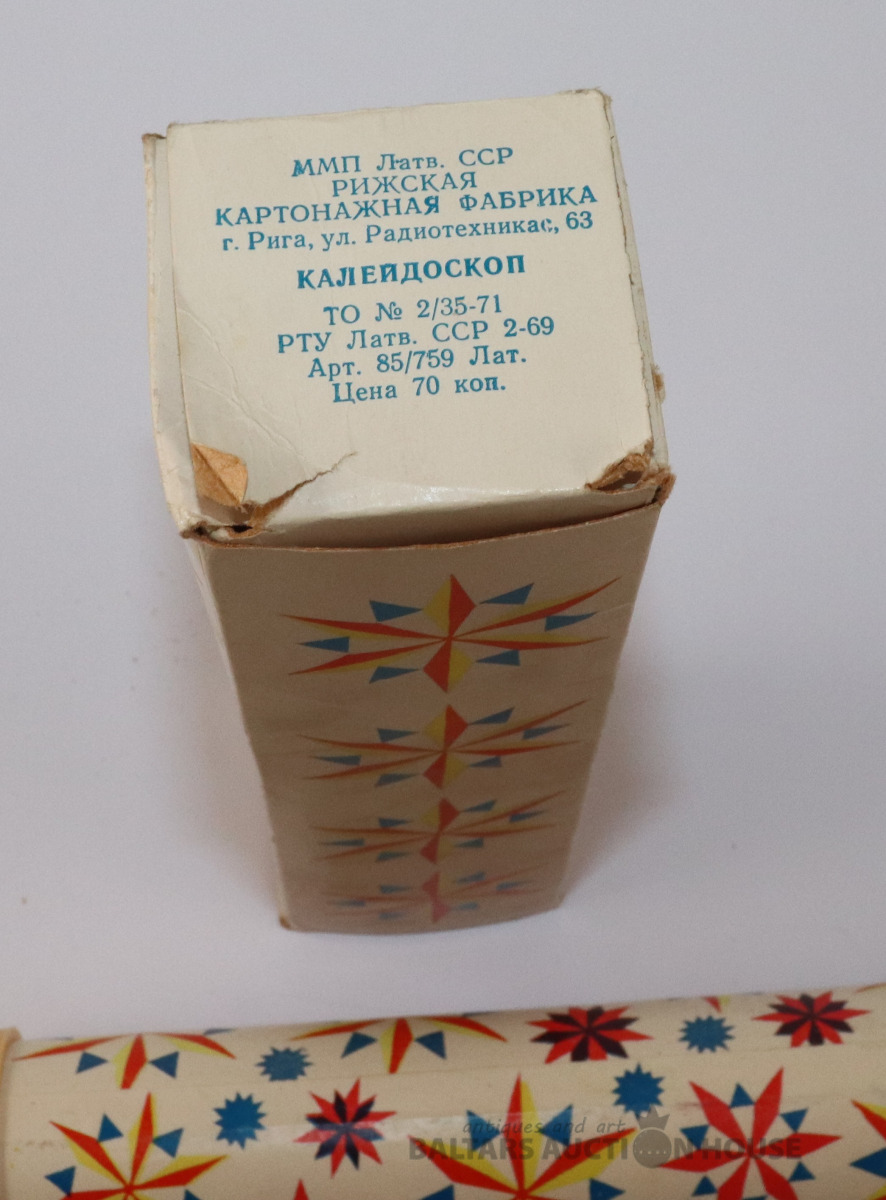 ММП Латв. ССР
РИЖСКАЯ
КАРТОНАЖНАЯ ФАБРИКА
г. Рига, ул. Радиотехникас, 63
КАЛЕЙДОСКОП
ТО № 2/35-71
РТУ Латв. ССР 2-69
Арт. 85/759 Лат.
Цена 70 коп.
antiques and art
BALTARS AUCTION HOUSE